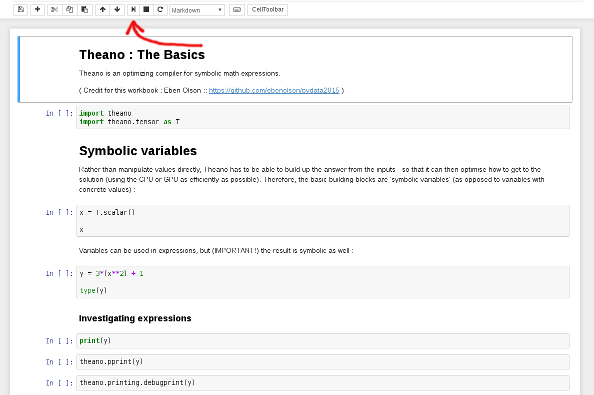 Markdown
CellToolbar
Theano : The Basics
Theano is an optimizing compiler for symbolic math expressions.
( Credit for this workbook : Eben Olson :: https://github.com/ebenolson/pydata2015 )
In [ ]: import theano
import theano.tensor as T
Symbolic variables
Rather than manipulate values directly, Theano has to be able to build up the answer from the inputs - so that it can then optimise how to get to the
solution (using the CPU or GPU as efficiently as possible). Therefore, the basic building blocks are 'symbolic variables' (as opposed to variables with
concrete values) :
In [ ]: x = T.scalar()
x
Variables can be used in expressions, but (IMPORTANT!) the result is symbolic as well :
In [ ]: y = 3*(x**2) + 1
type(y)
Investigating expressions
In [ ]: print(y)
In [ ]: theano.pprint(y)
In [ ]: theano.printing.debugprint(y)